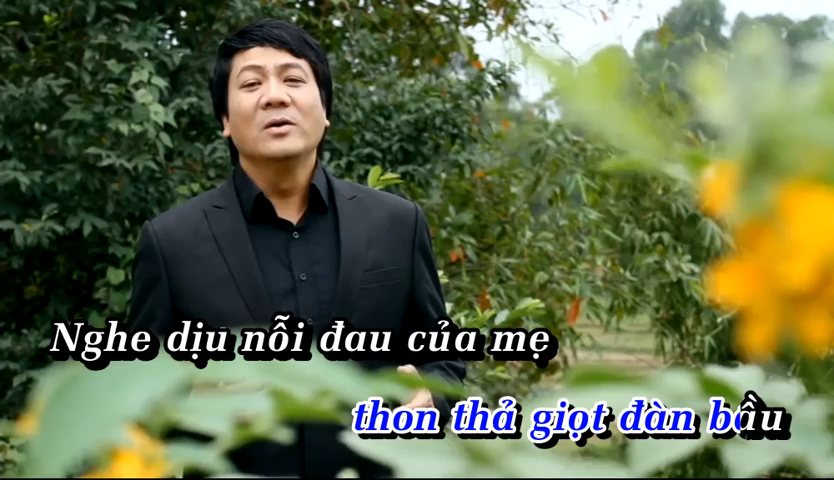 Nghe dịu nỗi đau của mẹ
thon thả giọt đàn bầu